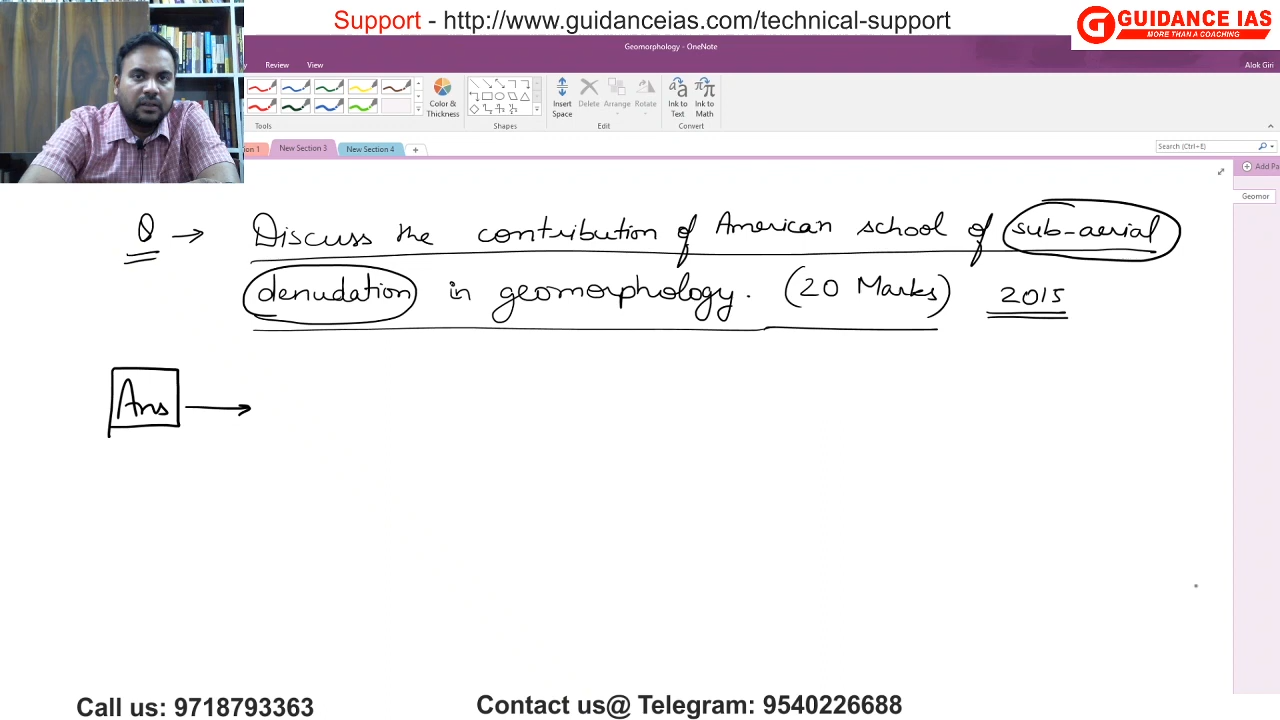 Support - http://www.guidanceias.com/technical-support
GUIDANCE IAS
MORE THAN A COACHING
Geomorphology - OneNote
Review View
Alok Giri
Color & Thickness
Insert Space
Delete
Arrange
Rotate
Ink to Text
Ink to Math
Tools
Shapes
Edit
Convert
New Section 3
New Section 4
Search (Ctrl+E)
Add Pa
Geomor
Q → Discuss the contribution of American school of sub-aerial
denudation in geomorphology. (20 Marks) 2015
Ans →
Call us: 9718793363
Contact us@ Telegram: 9540226688